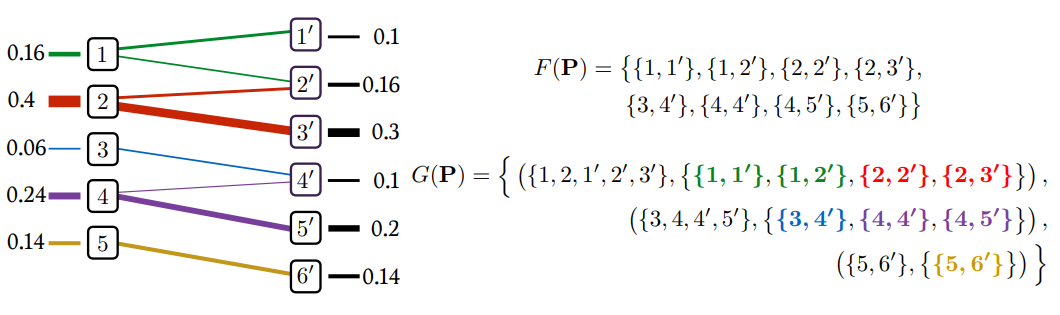 0.16 1 1′ 0.1
0.4 2 2′ 0.16
0.06 3 3′ 0.3
0.24 4 4′ 0.1
0.14 5 5′ 0.2
6′ 0.14
F(𝐏) = {{1, 1′}, {1, 2′}, {2, 2′}, {2, 3′},
{3, 4′}, {4, 4′}, {4, 5′}, {5, 6′}}
G(𝐏) = { ({1, 2, 1′, 2′, 3′}, {{1, 1′}, {1, 2′}, {2, 2′}, {2, 3′}}) ,
({3, 4, 4′, 5′}, {{3, 4′}, {4, 4′}, {4, 5′}}) ,
({5, 6′}, {{5, 6′}}) }